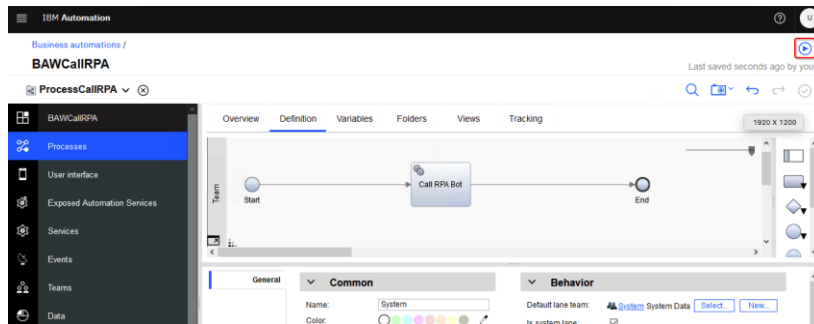 IBM Automation
U
Business automations /
BAWCallRPA
Last saved seconds ago by you
ProcessCallRPA
BAWCallRPA
Processes
User interface
Exposed Automation Services
Services
Events
Teams
Data
Overview Definition Variables Folders Views Tracking
1920 X 1200
Team
Start
Call RPA Bot
End
General
Common
Name: System
Color:
Behavior
Default lane team: System System Data Select... New...
Is system lane: